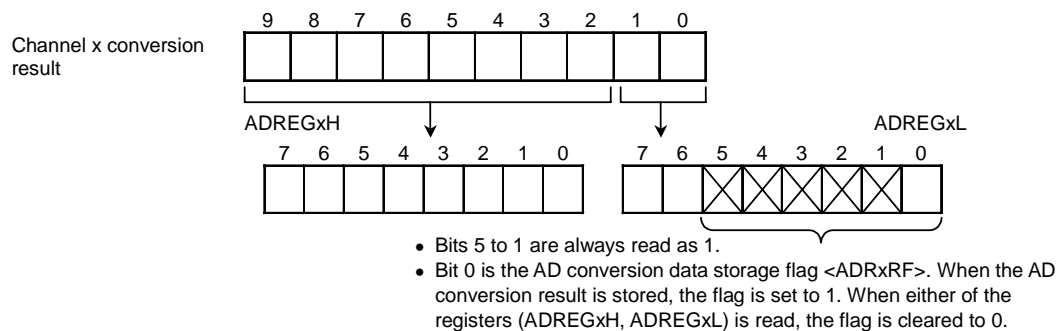 9 8 7 6 5 4 3 2 1 0
Channel x conversion
result
ADREGxH
ADREGxL
7 6 5 4 3 2 1 0
7 6 5 4 3 2 1 0
• Bits 5 to 1 are always read as 1.
• Bit 0 is the AD conversion data storage flag <ADRxRF>. When the AD
conversion result is stored, the flag is set to 1. When either of the
registers (ADREGxH, ADREGxL) is read, the flag is cleared to 0.